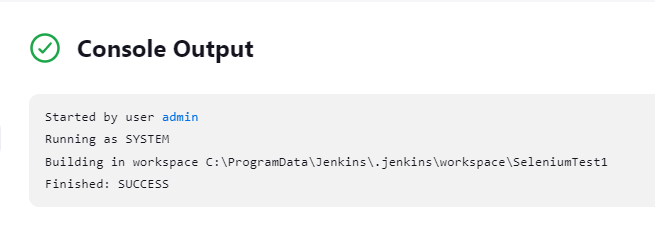 Console Output
Started by user admin
Running as SYSTEM
Building in workspace C:\ProgramData\Jenkins\.jenkins\workspace\SeleniumTest1
Finished: SUCCESS